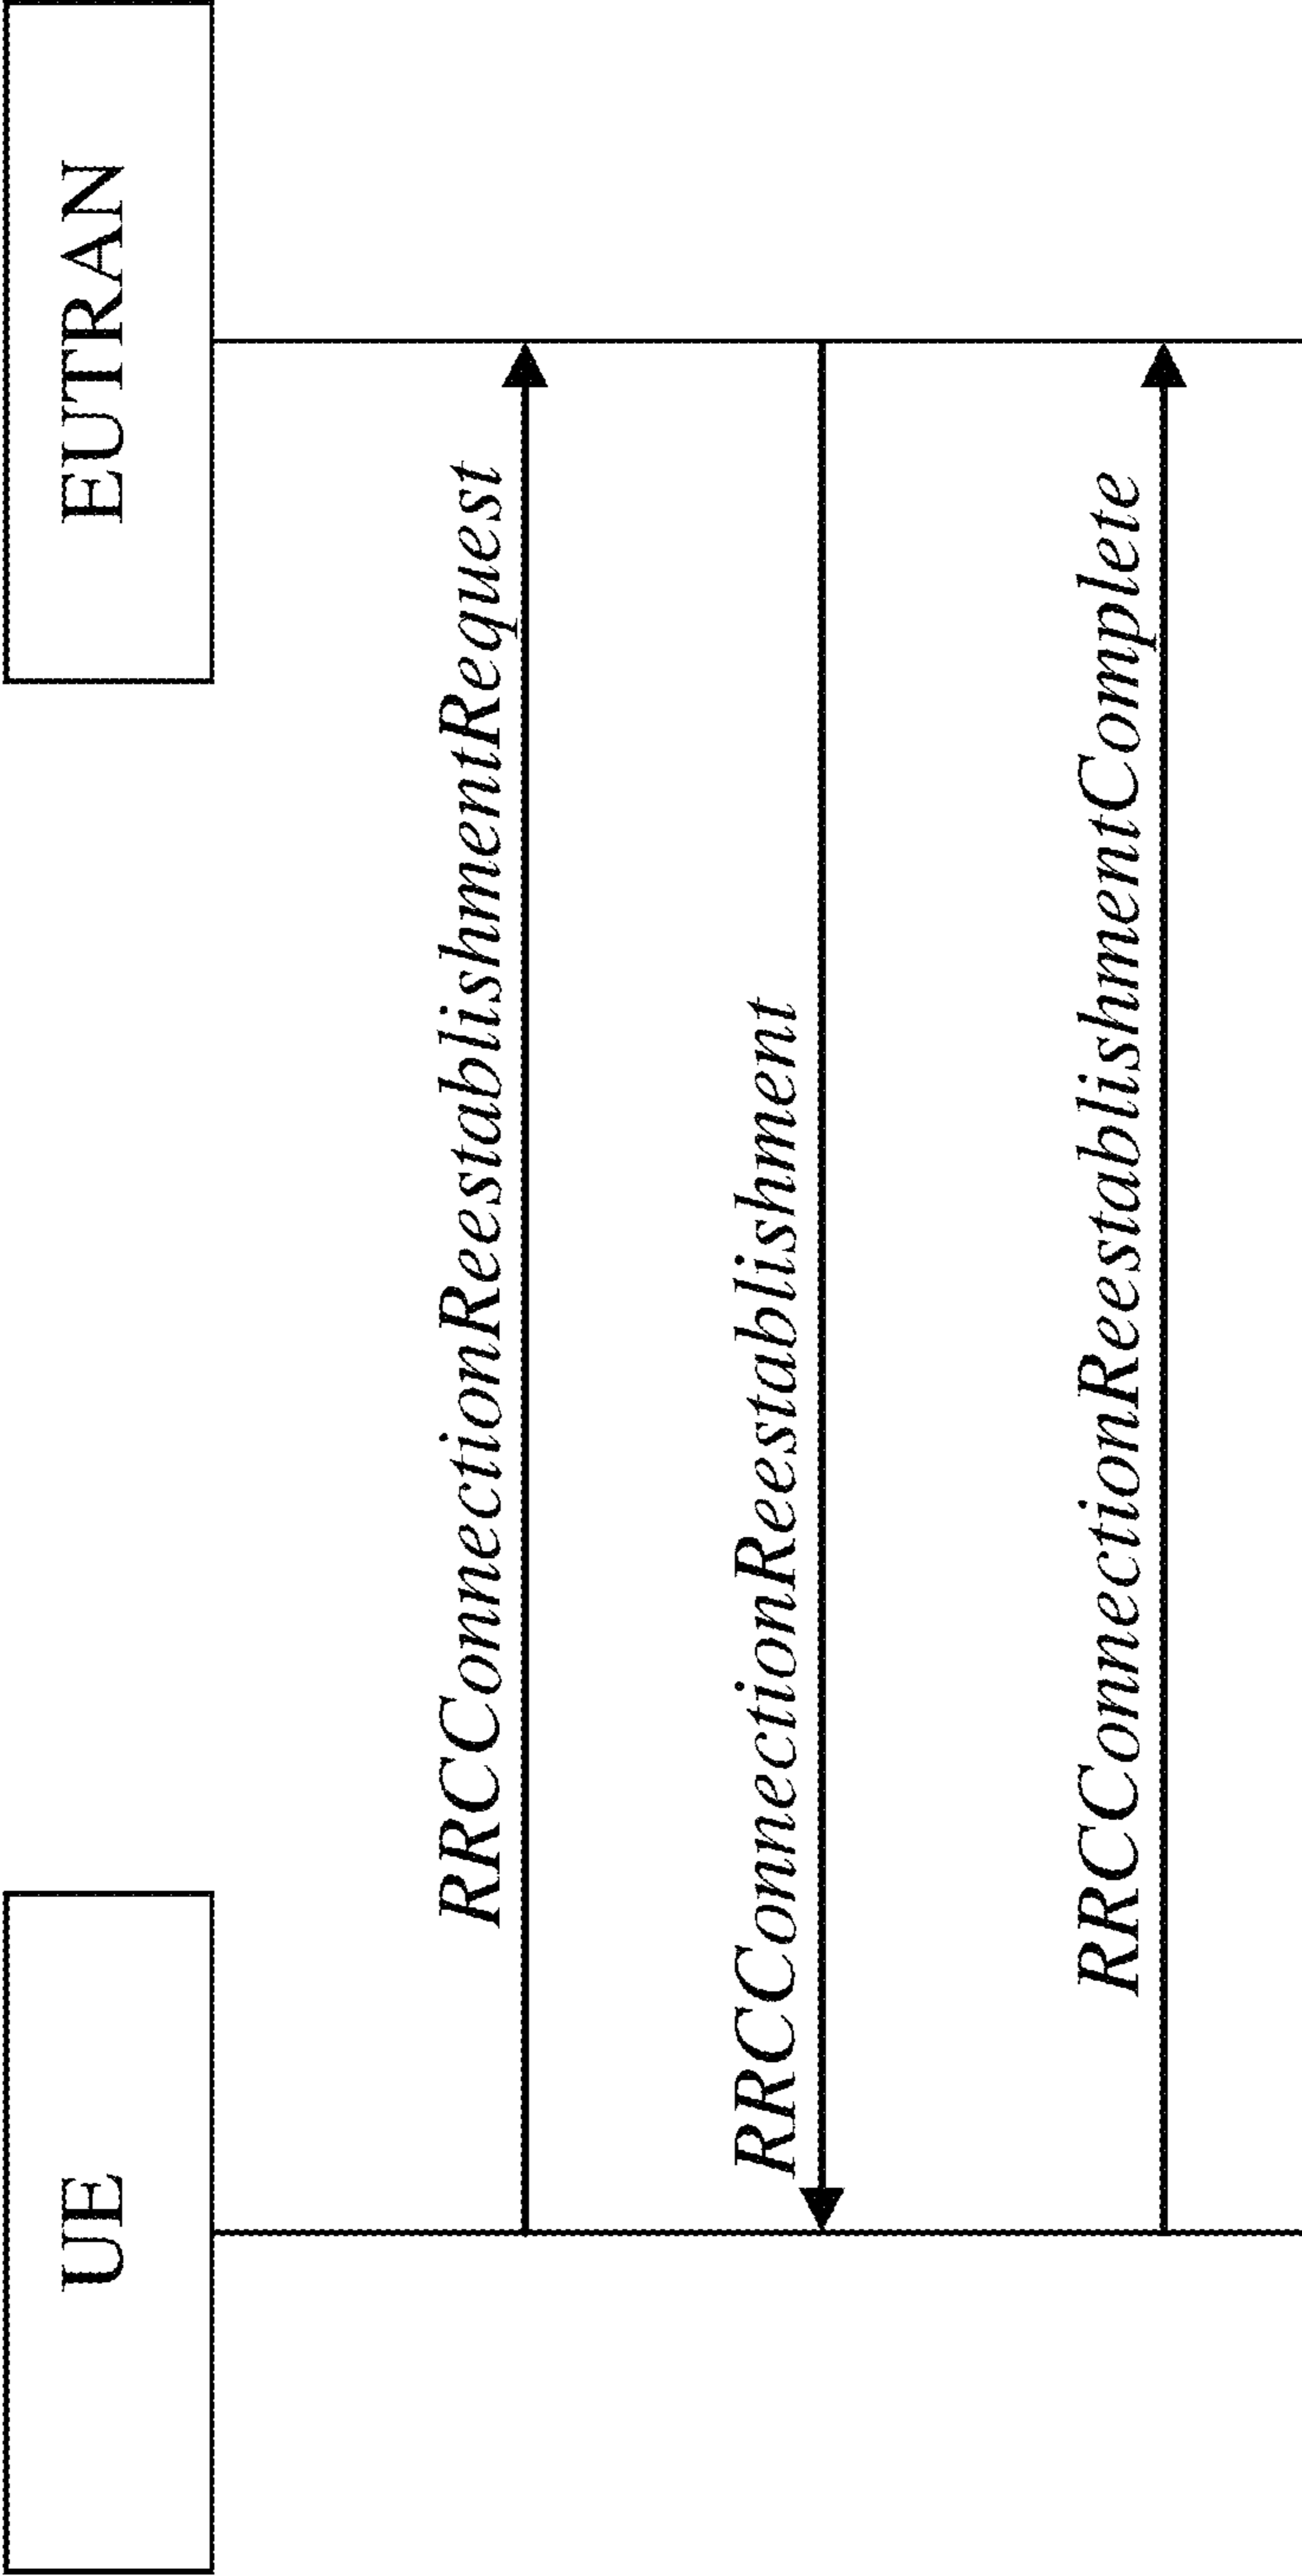 UE
EUTRAN
RRCConnectionReestablishmentRequest
RRCConnectionReestablishment
RRCConnectionReestablishmentComplete